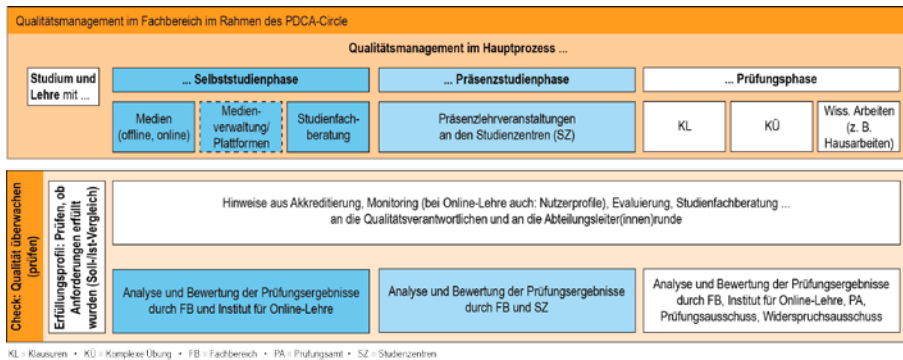 Qualitätsmanagement im Fachbereich im Rahmen des PDCA-Circle
Qualitätsmanagement im Hauptprozess ...
Studium und
Lehre mit ...
... Selbststudienphase
... Präsenzstudienphase
... Prüfungsphase
Medien
(offline, online)
Medien-
verwaltung/
Plattformen
Studienfach-
beratung
Präsenzlehrveranstaltungen
an den Studienzentren (SZ)
KL
KÜ
Wiss. Arbeiten
(z. B.
Hausarbeiten)
Check: Qualität überwachen
(prüfen)
Erfüllungsprofil: Prüfen, ob
Anforderungen erfüllt
wurden (Soll-/Ist-Vergleich)
Hinweise aus Akkreditierung, Monitoring (bei Online-Lehre auch: Nutzerprofile), Evaluierung, Studienfachberatung ...
an die Qualitätsverantwortlichen und an die Abteilungsleiter(innen)runde
Analyse und Bewertung der Prüfungsergebnisse
durch FB und Institut für Online-Lehre
Analyse und Bewertung der Prüfungsergebnisse
durch FB und SZ
Analyse und Bewertung der Prüfungsergebnisse
durch FB, Institut für Online-Lehre, PA,
Prüfungsausschuss, Widerspruchsausschuss
KL = Klausuren • KÜ = Komplexe Übung • FB = Fachbereich • PA = Prüfungsamt • SZ = Studienzentren